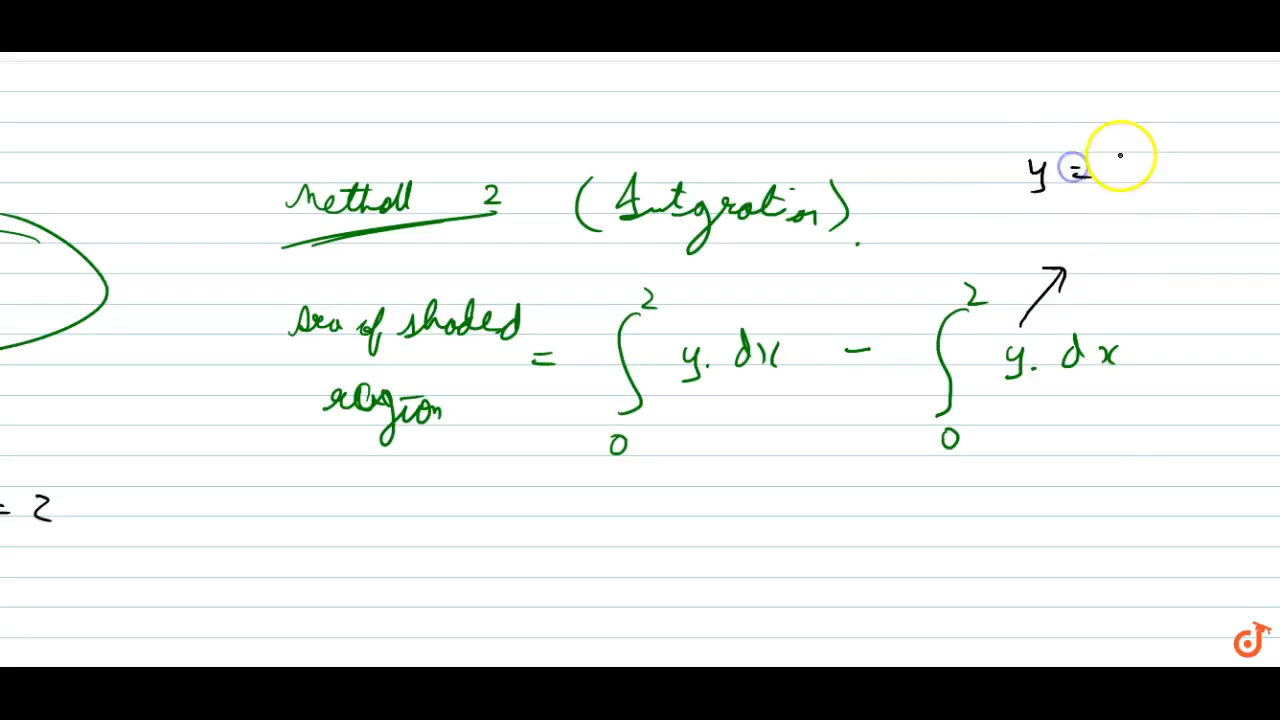 y =
Method 2 (Integration).
Area of shaded region = ∫₀² y. dx − ∫₀² y. dx
= 2